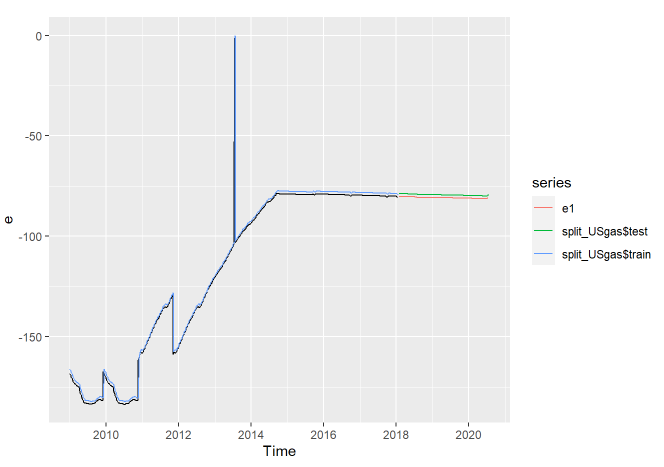 0
-50
-100
-150
e
2010 2012 2014 2016 2018 2020
Time
series
e1
split_USgas$test
split_USgas$train